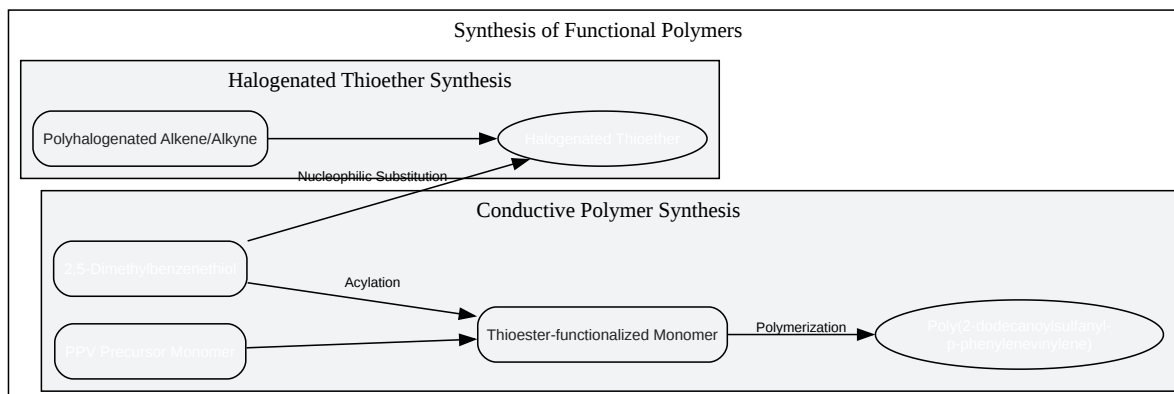 Synthesis of Functional Polymers
Halogenated Thioether Synthesis
Polyhalogenated Alkene/Alkyne
Halogenated Thioether
Nucleophilic Substitution
Conductive Polymer Synthesis
2,5-Dimethylbenzenethiol
Acylation
PPV Precursor Monomer
Thioester-functionalized Monomer
Polymerization
Poly(2-dodecanoylsulfanyl-
p-phenylenevinylene)